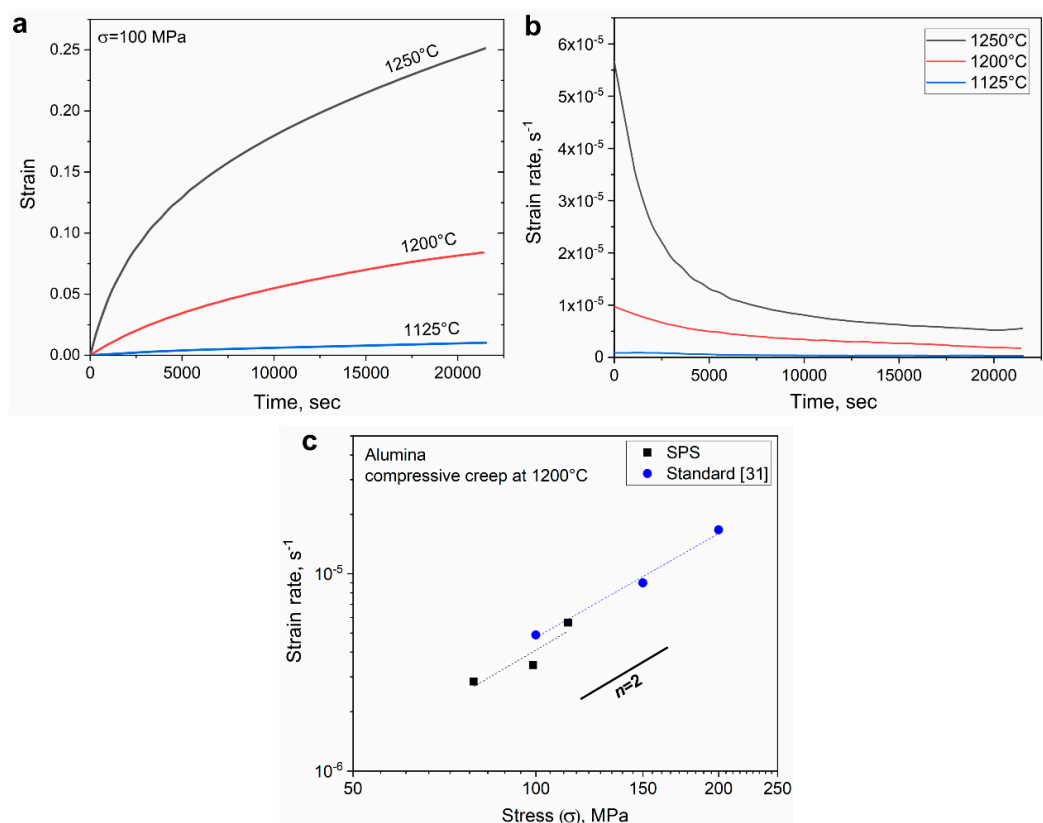 a
σ=100 MPa
0.25
0.20
0.15
0.10
0.05
0.00
Strain
1250°C
1200°C
1125°C
0
5000
10000
15000
20000
Time, sec
b
6x10⁻⁵
5x10⁻⁵
4x10⁻⁵
3x10⁻⁵
2x10⁻⁵
1x10⁻⁵
0
Strain rate, s⁻¹
1250°C
1200°C
1125°C
0
5000
10000
15000
20000
Time, sec
c
Alumina
compressive creep at 1200°C
SPS
Standard [31]
10⁻⁵
10⁻⁶
Strain rate, s⁻¹
n=2
50
100
150
200
250
Stress (σ), MPa